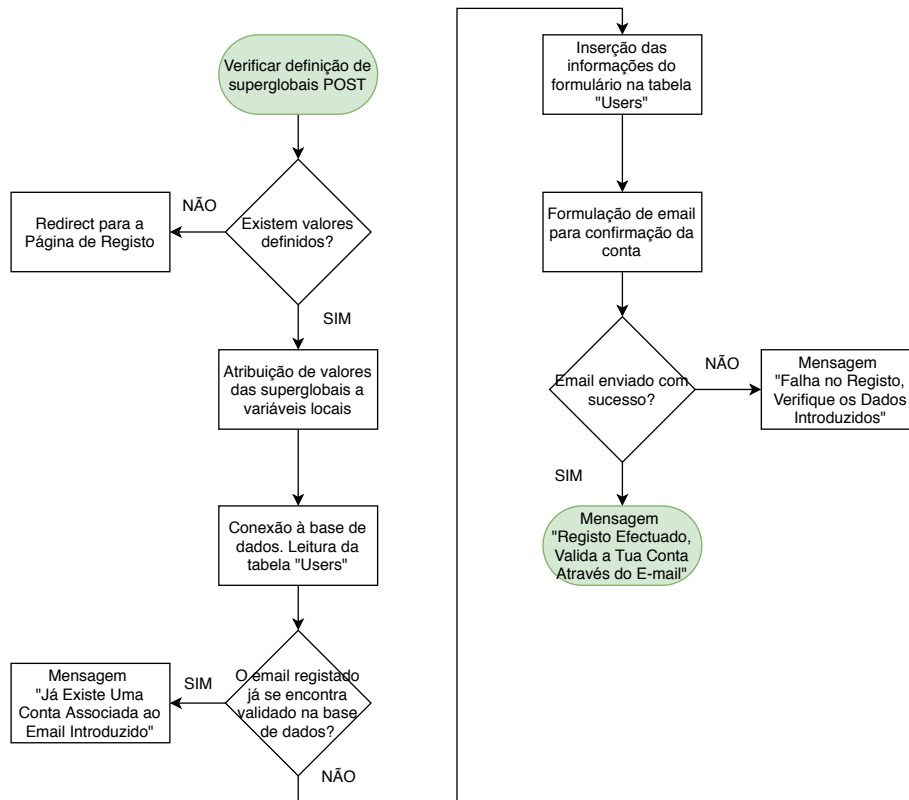 Verificar definição de
superglobais POST
Existem valores
definidos?
NÃO
Redirect para a
Página de Registo
SIM
Atribuição de valores
das superglobais a
variáveis locais
Conexão à base de
dados. Leitura da
tabela "Users"
O email registado
já se encontra
validado na base
de dados?
SIM
Mensagem
"Já Existe Uma
Conta Associada ao
Email Introduzido"
NÃO
Inserção das
informações do
formulário na tabela
"Users"
Formulação de email
para confirmação da
conta
Email enviado com
sucesso?
NÃO
Mensagem
"Falha no Registo,
Verifique os Dados
Introduzidos"
SIM
Mensagem
"Registo Efectuado,
Valida a Tua Conta
Através do E-mail"